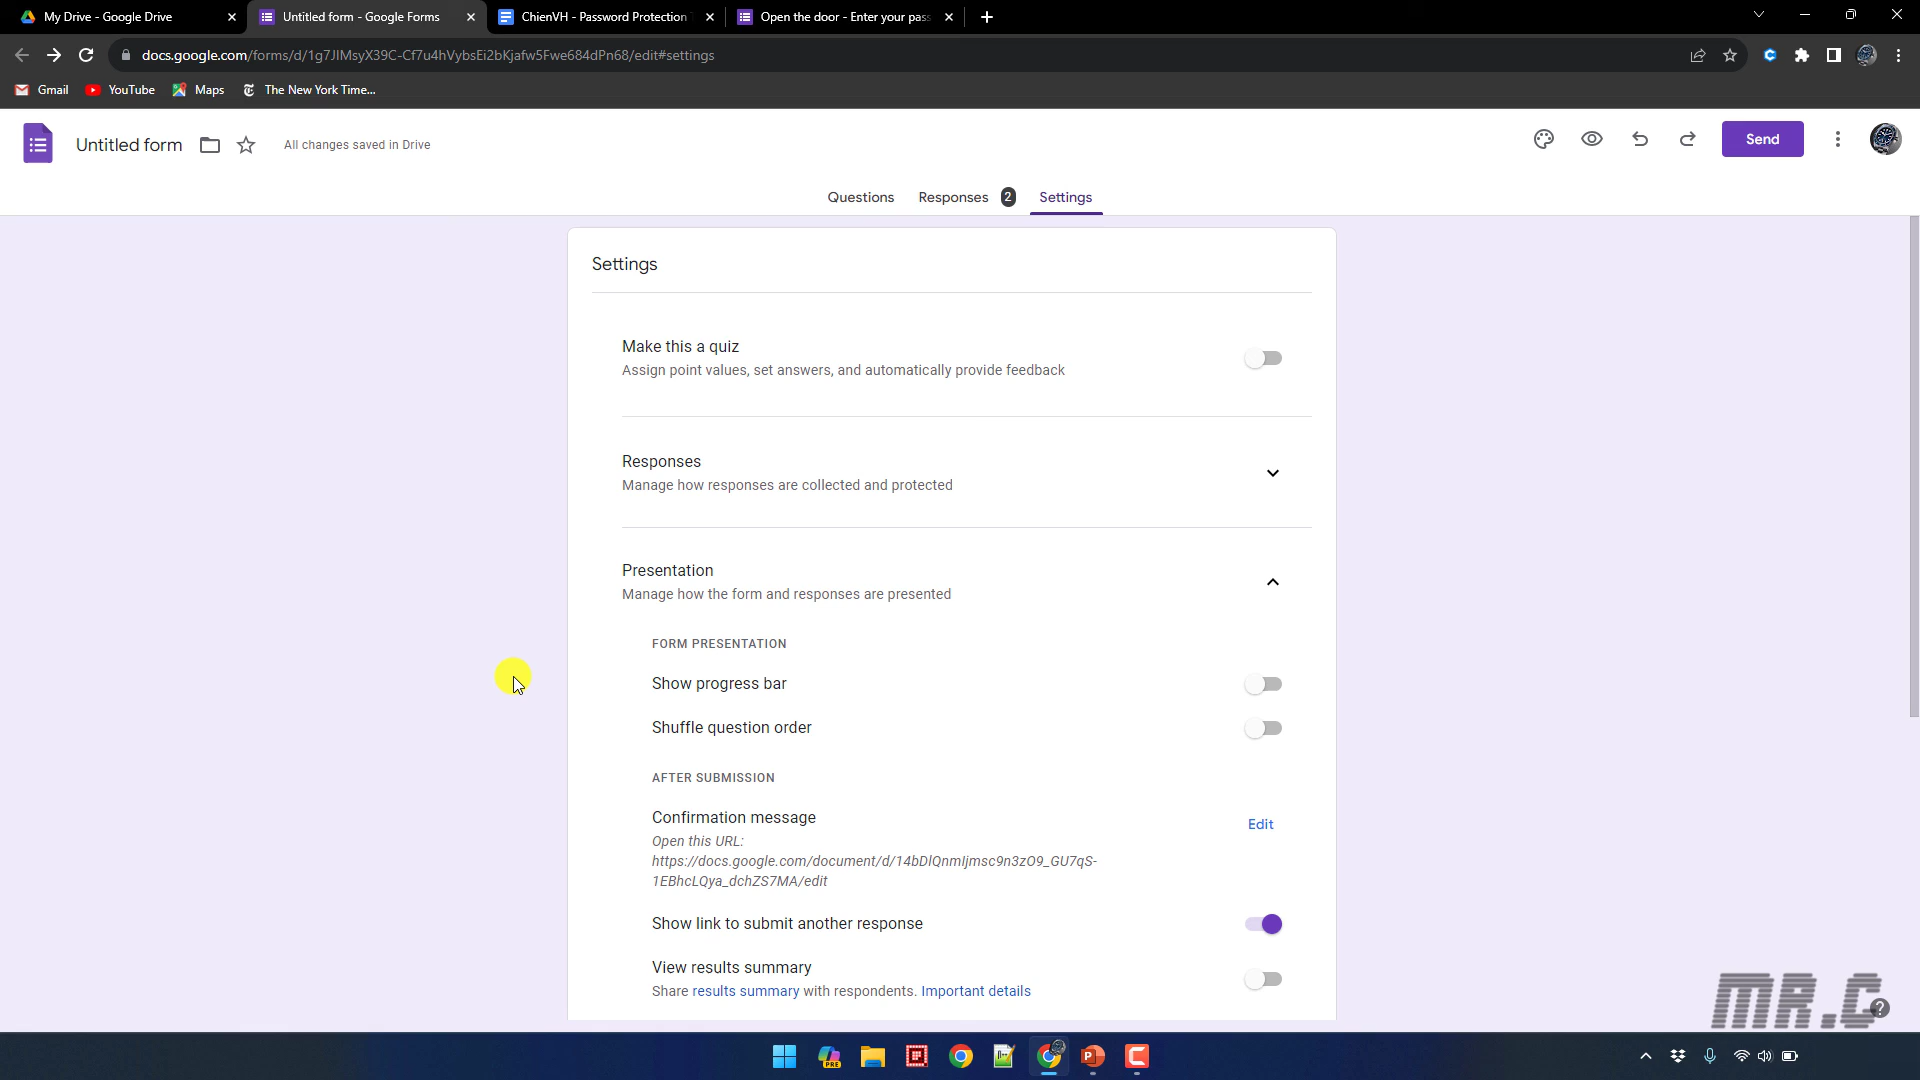 My Drive - Google Drive
Untitled form - Google Forms
ChienVH - Password Protection
Open the door - Enter your pass
docs.google.com/forms/d/1g7JIMsyX39C-Cf7u4hVybsEi2bKjafw5Fwe684dPn68/edit#settings
Gmail
YouTube
Maps
The New York Time...
Untitled form
All changes saved in Drive
Send
Questions
Responses 2
Settings
Settings
Make this a quiz
Assign point values, set answers, and automatically provide feedback
Responses
Manage how responses are collected and protected
Presentation
Manage how the form and responses are presented
FORM PRESENTATION
Show progress bar
Shuffle question order
AFTER SUBMISSION
Confirmation message
Edit
Open this URL:
https://docs.google.com/document/d/14bDlQnmljmsc9n3zO9_GU7qS-
1EBhcLQya_dchZS7MA/edit
Show link to submit another response
View results summary
Share results summary with respondents. Important details
MR.C
PRE